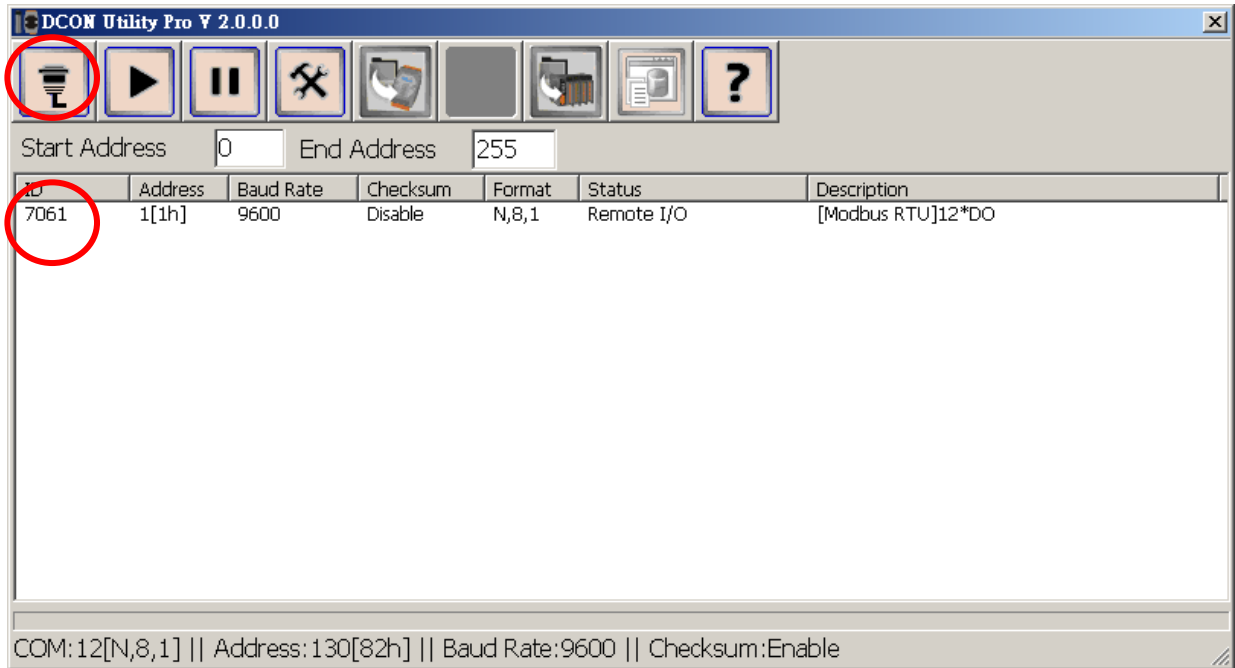 DCON Utility Pro V 2.0.0.0
Start Address 0 End Address 255
ID Address Baud Rate Checksum Format Status Description
7061 1[1h] 9600 Disable N,8,1 Remote I/O [Modbus RTU]12*DO
COM:12[N,8,1] || Address:130[82h] || Baud Rate:9600 || Checksum:Enable